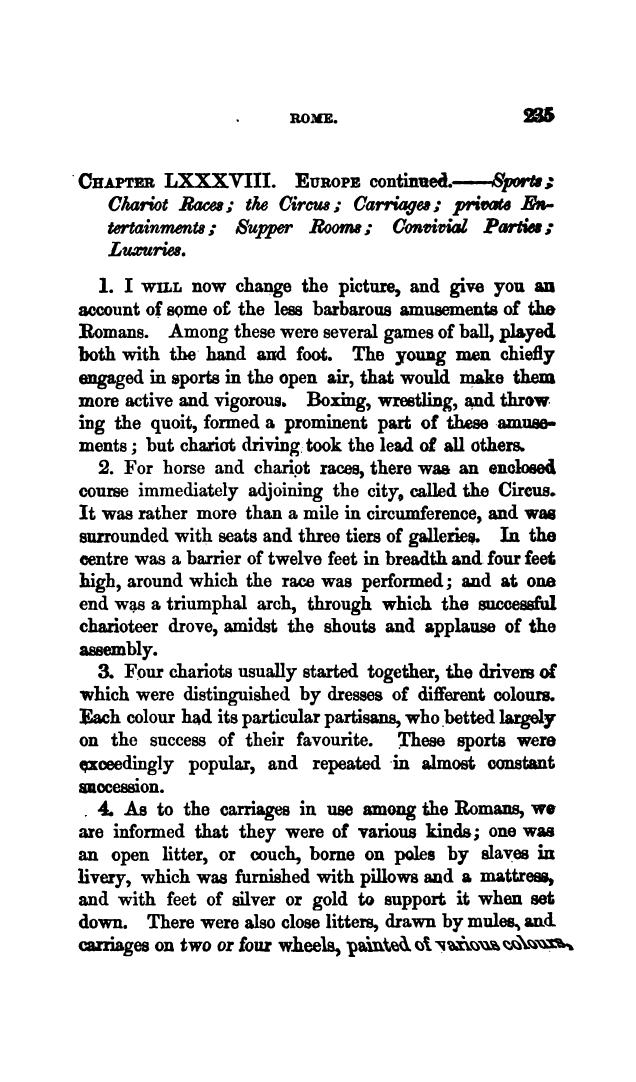 ROME. 235
CHAPTER LXXXVIII. EUROPE continued.——Sports;
Chariot Races; the Circus; Carriages; private En-
tertainments; Supper Rooms; Convivial Parties;
Luxuries.
1. I WILL now change the picture, and give you an
account of some of the less barbarous amusements of the
Romans. Among these were several games of ball, played
both with the hand and foot. The young men chiefly
engaged in sports in the open air, that would make them
more active and vigorous. Boxing, wrestling, and throw
ing the quoit, formed a prominent part of these amuse-
ments; but chariot driving took the lead of all others.
2. For horse and chariot races, there was an enclosed
course immediately adjoining the city, called the Circus.
It was rather more than a mile in circumference, and was
surrounded with seats and three tiers of galleries. In the
centre was a barrier of twelve feet in breadth and four feet
high, around which the race was performed; and at one
end was a triumphal arch, through which the successful
charioteer drove, amidst the shouts and applause of the
assembly.
3. Four chariots usually started together, the drivers of
which were distinguished by dresses of different colours.
Each colour had its particular partisans, who betted largely
on the success of their favourite. These sports were
exceedingly popular, and repeated in almost constant
succession.
4. As to the carriages in use among the Romans, we
are informed that they were of various kinds; one was
an open litter, or couch, borne on poles by slaves in
livery, which was furnished with pillows and a mattress,
and with feet of silver or gold to support it when set
down. There were also close litters, drawn by mules, and
carriages on two or four wheels, painted of various colours,